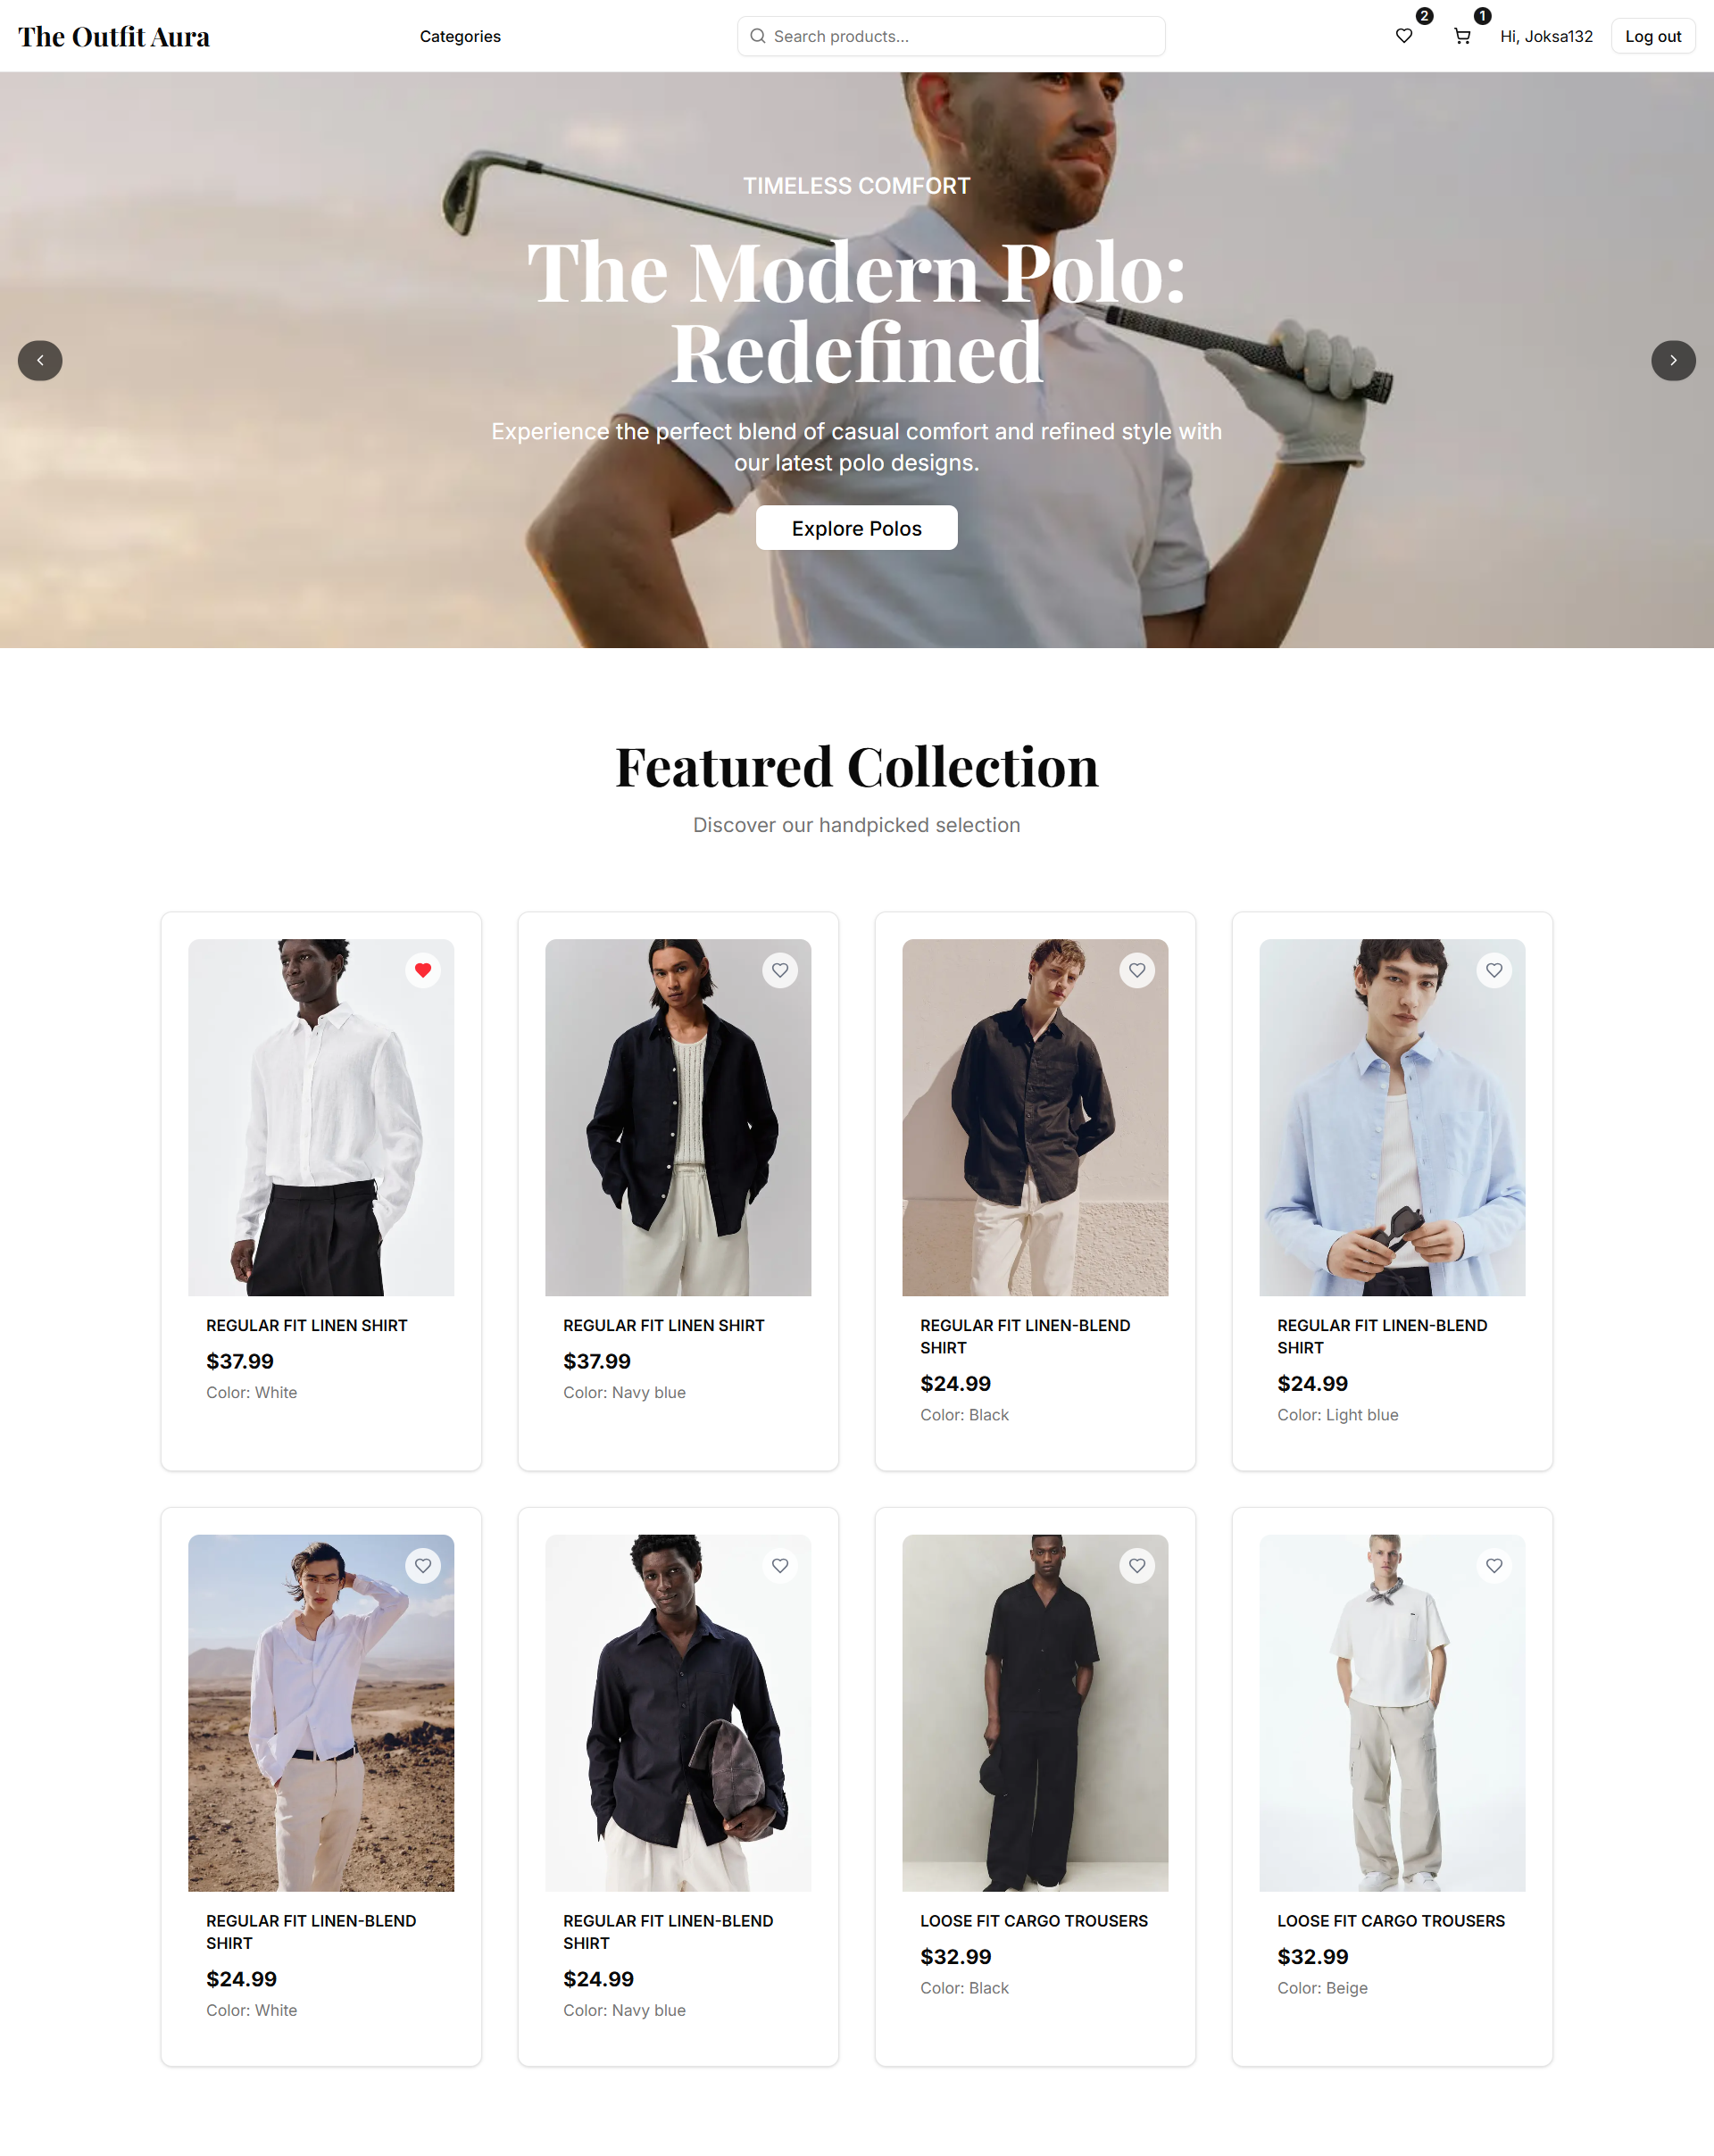 The Outfit Aura
Categories
Search products...
2
1
Hi, Joksa132
Log out
TIMELESS COMFORT
The Modern Polo:
Redefined
Experience the perfect blend of casual comfort and refined style with
our latest polo designs.
Explore Polos
Featured Collection
Discover our handpicked selection
REGULAR FIT LINEN SHIRT
$37.99
Color: White
REGULAR FIT LINEN SHIRT
$37.99
Color: Navy blue
REGULAR FIT LINEN-BLEND
SHIRT
$24.99
Color: Black
REGULAR FIT LINEN-BLEND
SHIRT
$24.99
Color: Light blue
REGULAR FIT LINEN-BLEND
SHIRT
$24.99
Color: White
REGULAR FIT LINEN-BLEND
SHIRT
$24.99
Color: Navy blue
LOOSE FIT CARGO TROUSERS
$32.99
Color: Black
LOOSE FIT CARGO TROUSERS
$32.99
Color: Beige